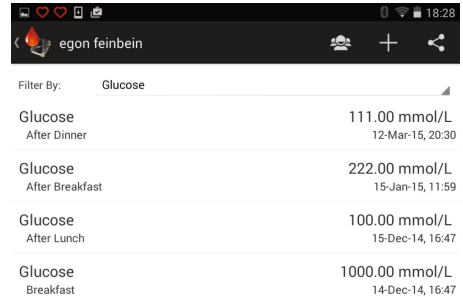 18:28
egon feinbein
Filter By: Glucose
Glucose 111.00 mmol/L
After Dinner 12-Mar-15, 20:30
Glucose 222.00 mmol/L
After Breakfast 15-Jan-15, 11:59
Glucose 100.00 mmol/L
After Lunch 15-Dec-14, 16:47
Glucose 1000.00 mmol/L
Breakfast 14-Dec-14, 16:47